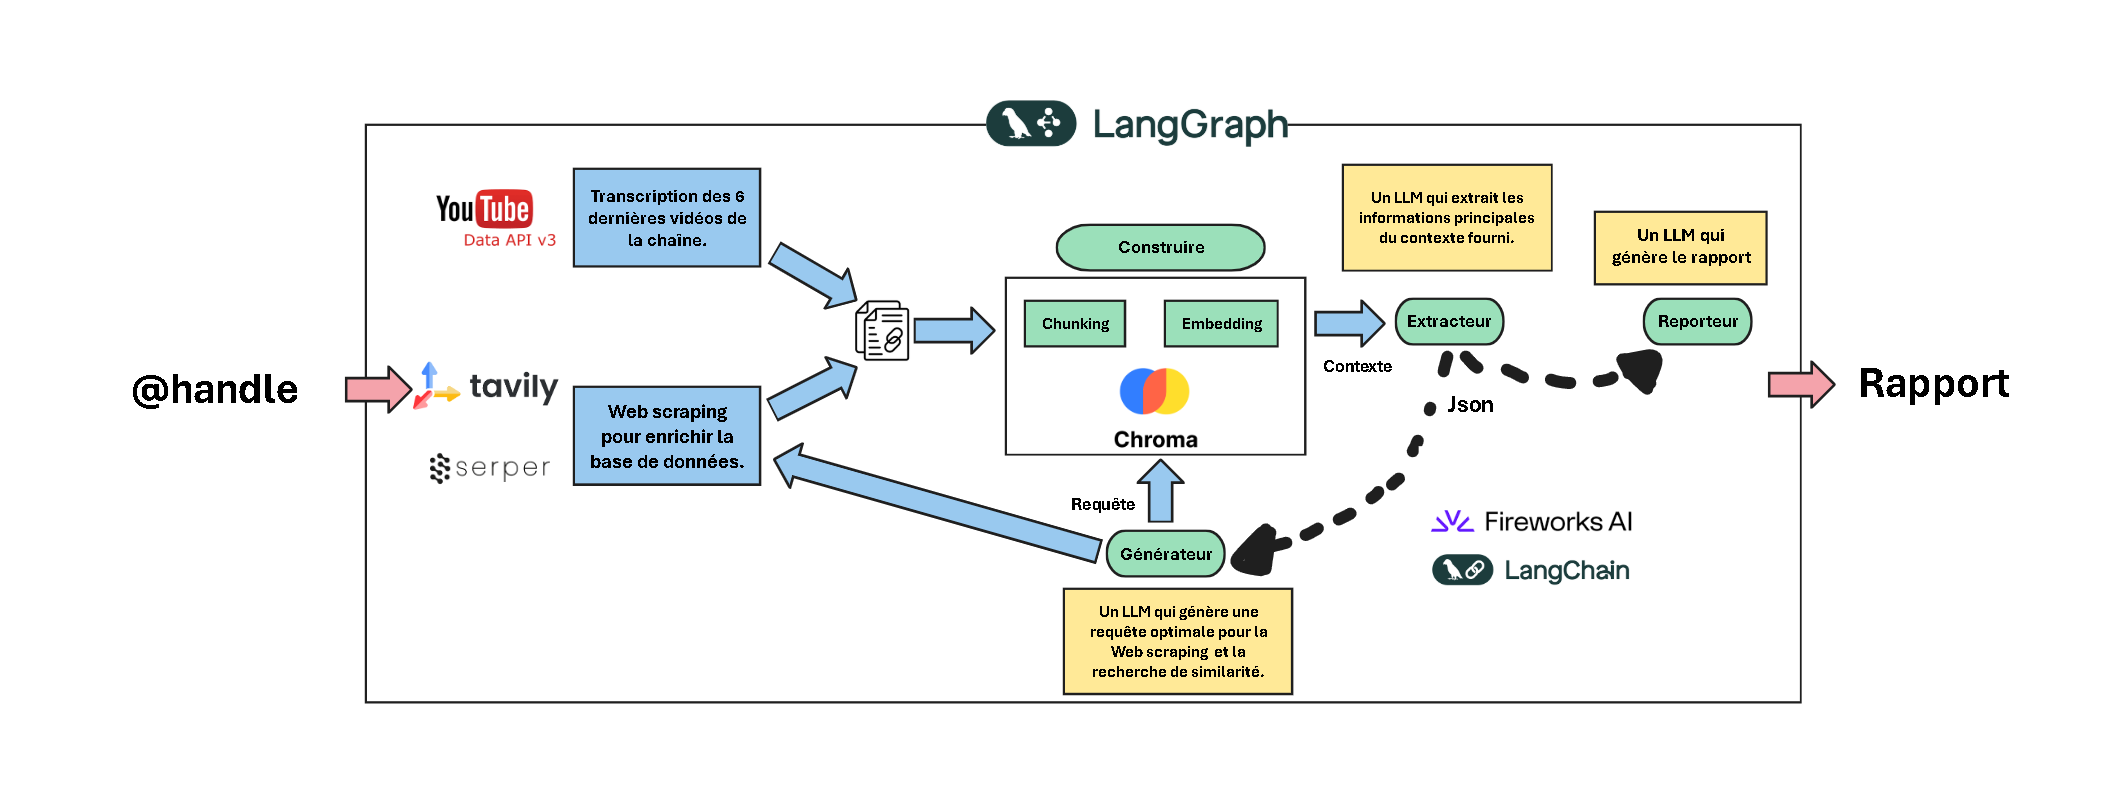 LangGraph
YouTube
Data API v3
Transcription des 6
dernières vidéos de
la chaîne.
Un LLM qui extrait les
informations principales
du contexte fourni.
Un LLM qui
génère le rapport
Construire
Chunking
Embedding
Extracteur
Reporteur
Contexte
@handle
tavily
serper
Web scraping
pour enrichir la
base de données.
Chroma
Json
Rapport
Requête
Générateur
Fireworks AI
LangChain
Un LLM qui génère une
requête optimale pour la
Web scraping et la
recherche de similarité.